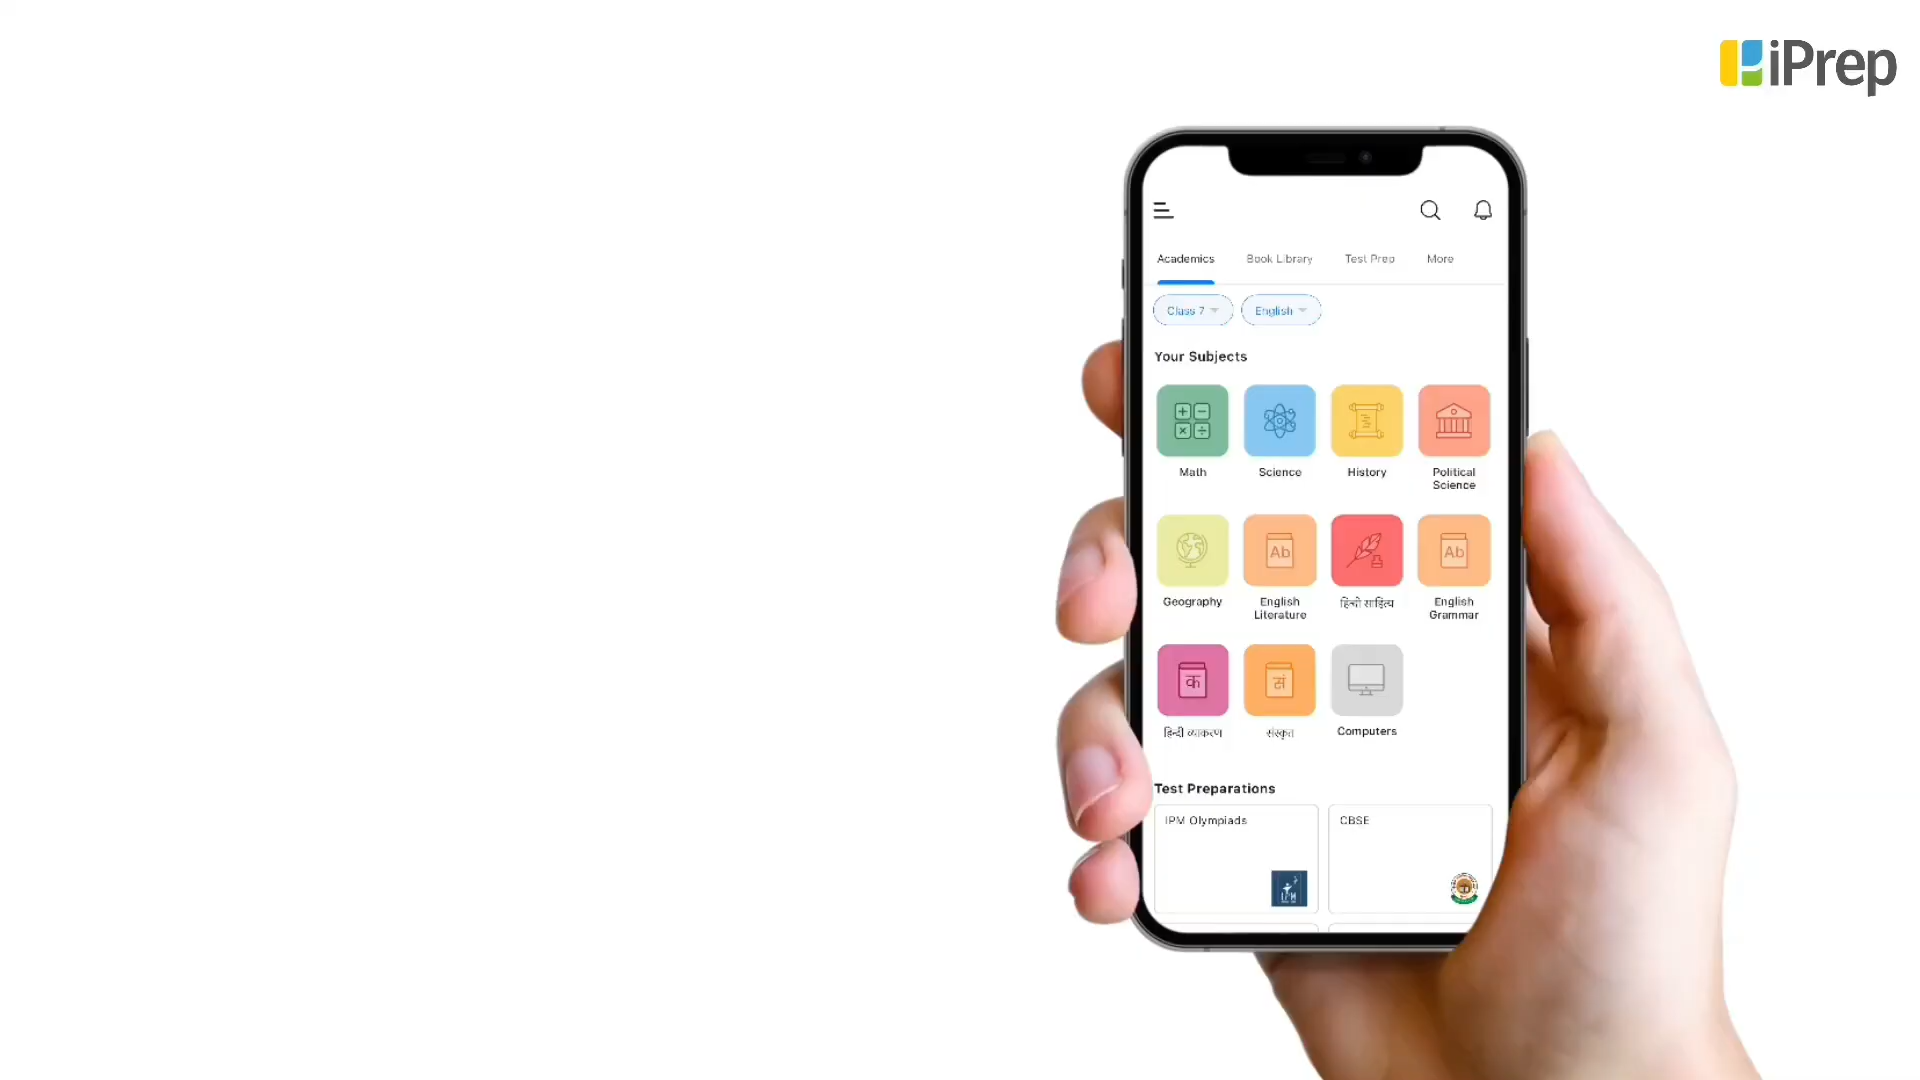 iPrep
Academics Book Library Test Prep More
Class 7 English
Your Subjects
Math Science History Political Science
Geography English Literature हिन्दी साहित्य English Grammar
हिन्दी व्याकरण संस्कृत Computers
Test Preparations
IPM Olympiads CBSE